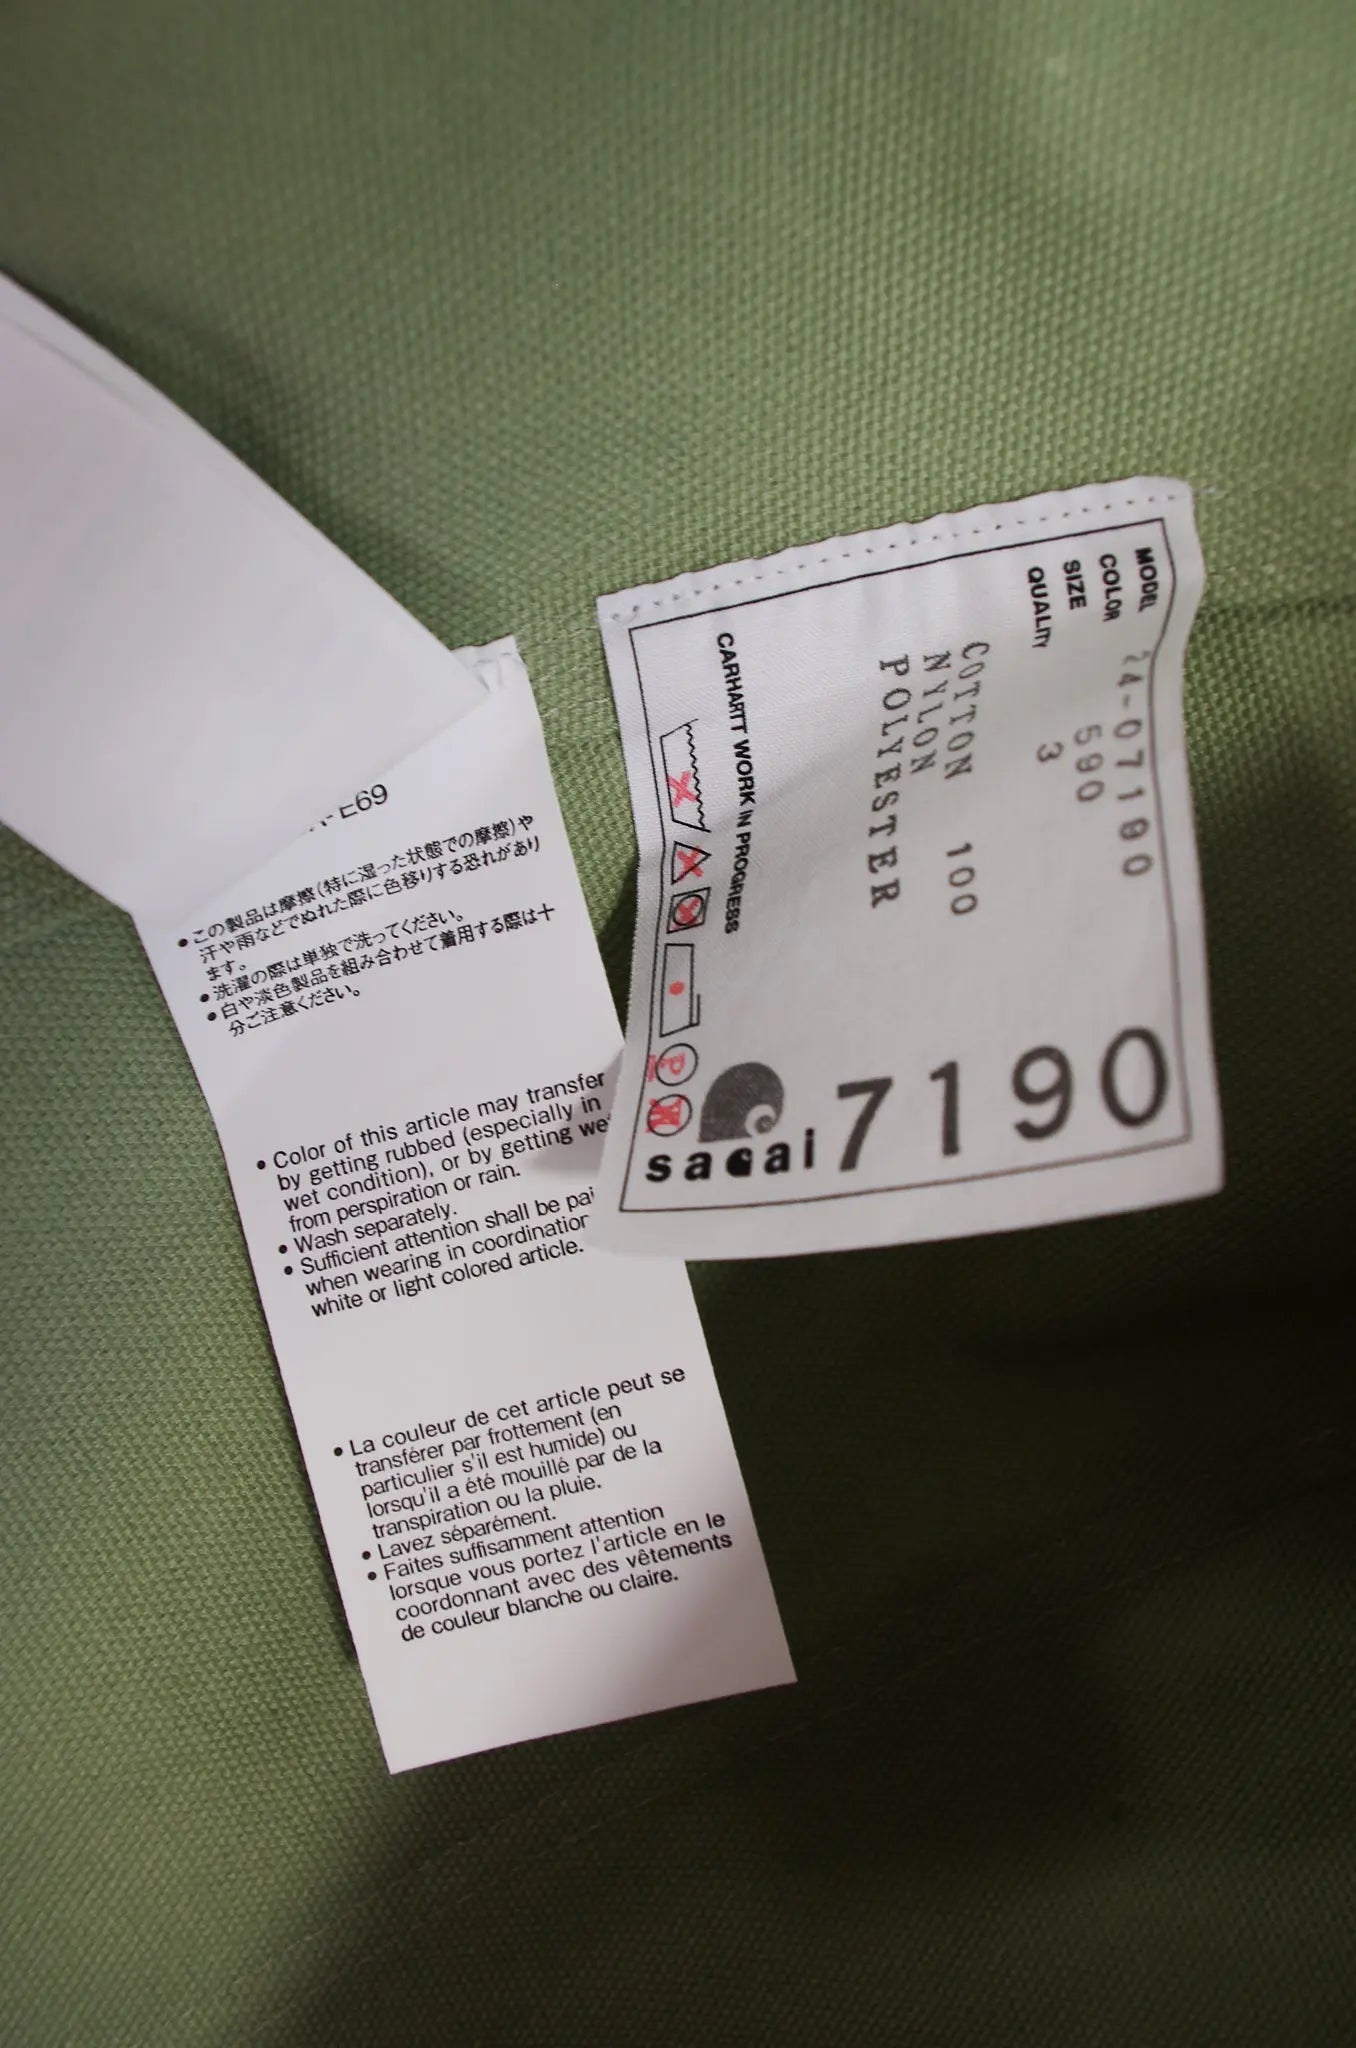 -E69
• この製品は摩擦(特に湿った状態での摩擦)や
汗や雨などでぬれた際に色移りする恐れがあり
ます。
• 洗濯の際は単独で洗ってください。
• 白や淡色製品を組み合わせて着用する際は十
分ご注意ください。
• Color of this article may transfer
by getting rubbed (especially in
wet condition), or by getting we
from perspiration or rain.
• Wash separately.
• Sufficient attention shall be pai
when wearing in coordination
white or light colored article.
• La couleur de cet article peut se
transférer par frottement (en
particulier s'il est humide) ou
lorsqu'il a été mouillé par de la
transpiration ou la pluie.
• Lavez séparément.
• Faites suffisamment attention
lorsque vous portez l'article en le
coordonnant avec des vêtements
de couleur blanche ou claire.
MODEL 4-07190
COLOR 590
SIZE 3
QUALITY
COTTON 100
NYLON
POLYESTER
CARHARTT WORK IN PROGRESS
P
sacai 7190